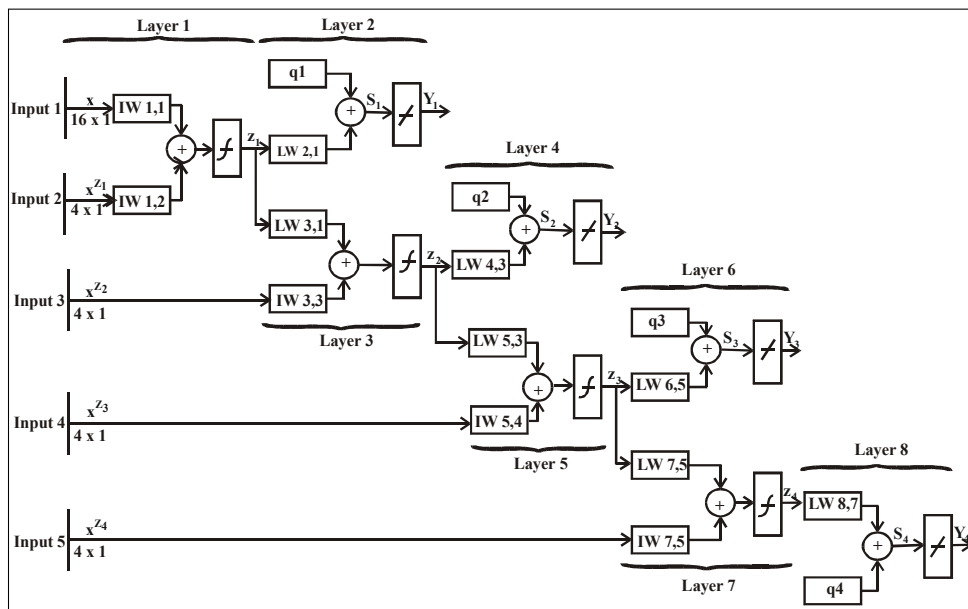 Layer 1
Layer 2
Input 1
x
16 x 1
IW 1,1
+
∫
z1
q1
LW 2,1
+
S1
Y1
Input 2
xZ1
4 x 1
IW 1,2
Layer 4
q2
LW 3,1
+
∫
z2
LW 4,3
+
S2
Y2
Input 3
xZ2
4 x 1
IW 3,3
Layer 3
Layer 6
q3
LW 5,3
+
∫
z3
LW 6,5
+
S3
Y3
Input 4
xZ3
4 x 1
IW 5,4
Layer 5
Layer 8
LW 7,5
+
∫
z4
LW 8,7
+
S4
Y4
Input 5
xZ4
4 x 1
IW 7,5
Layer 7
q4